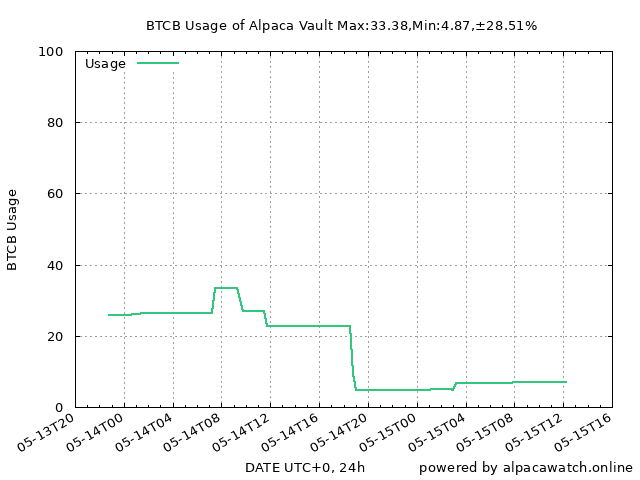 BTCB Usage of Alpaca Vault Max:33.38,Min:4.87,±28.51%
Usage
BTCB Usage
100
80
60
40
20
0
05-13T20
05-14T00
05-14T04
05-14T08
05-14T12
05-14T16
05-14T20
05-15T00
05-15T04
05-15T08
05-15T12
05-15T16
DATE UTC+0, 24h
powered by alpacawatch.online